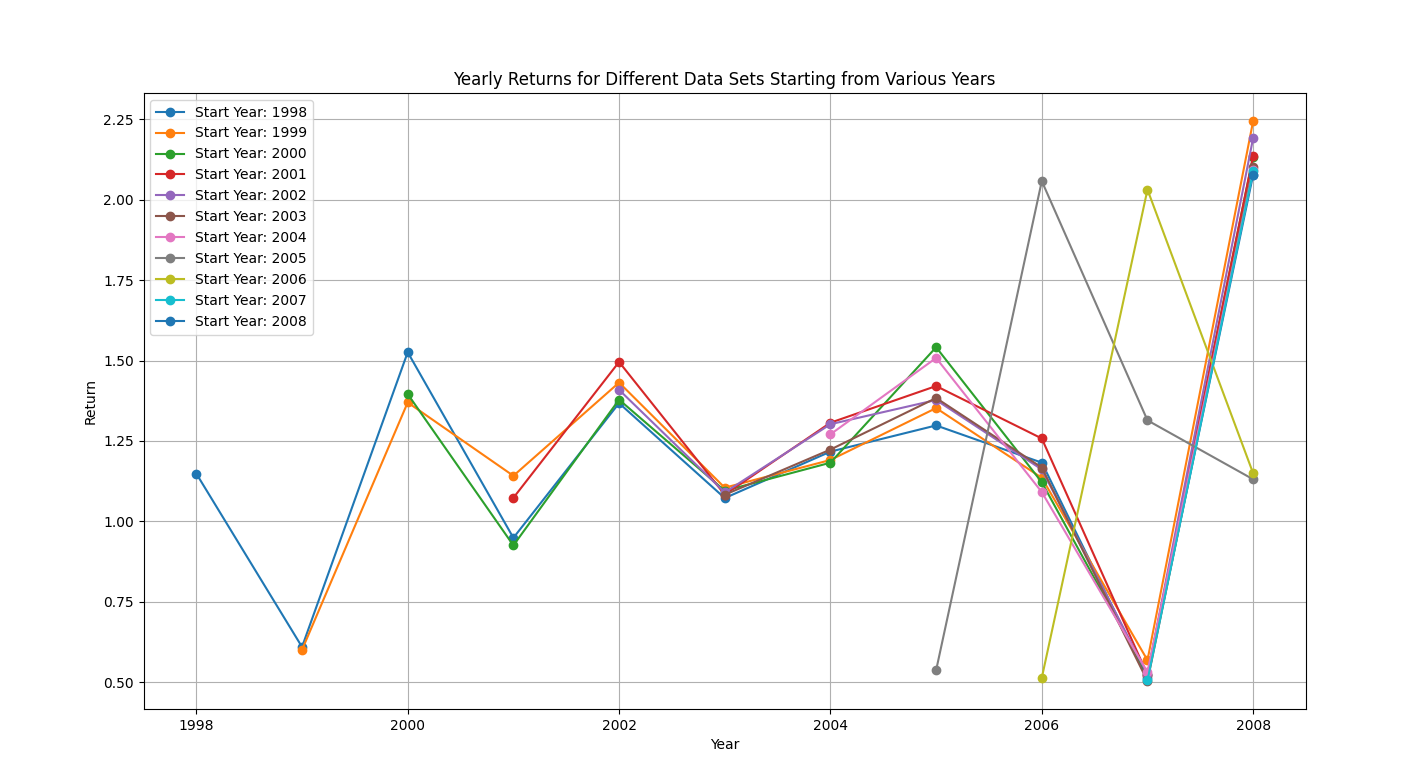 Yearly Returns for Different Data Sets Starting from Various Years
Start Year: 1998
Start Year: 1999
Start Year: 2000
Start Year: 2001
Start Year: 2002
Start Year: 2003
Start Year: 2004
Start Year: 2005
Start Year: 2006
Start Year: 2007
Start Year: 2008
2.25
2.00
1.75
1.50
1.25
1.00
0.75
0.50
Return
1998 2000 2002 2004 2006 2008
Year